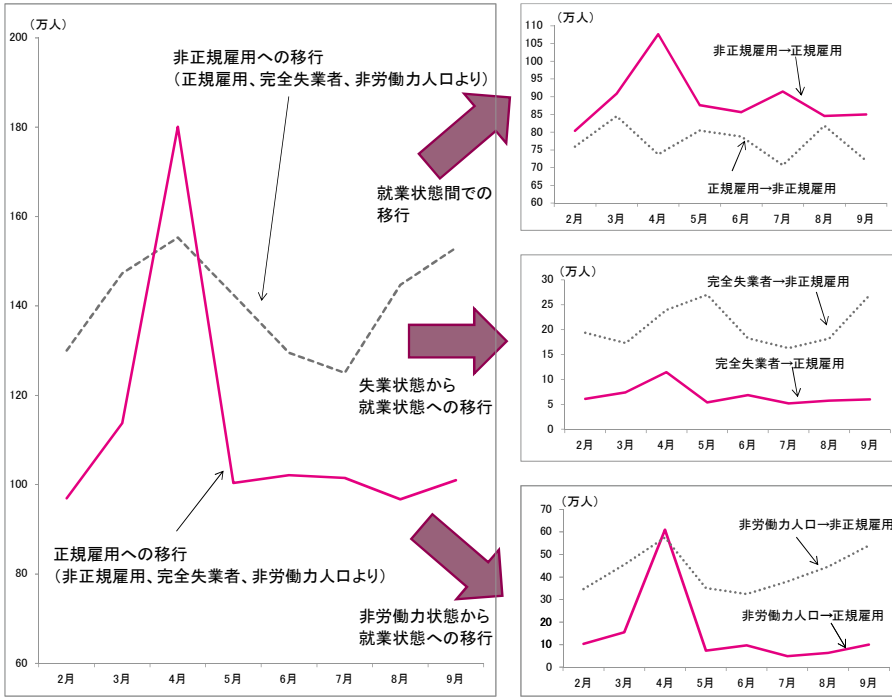 (万人)
200
180
160
140
120
100
80
60
2月 3月 4月 5月 6月 7月 8月 9月
非正規雇用への移行
(正規雇用、完全失業者、非労働力人口より)
正規雇用への移行
(非正規雇用、完全失業者、非労働力人口より)
就業状態間での
移行
失業状態から
就業状態への移行
非労働力状態から
就業状態への移行
(万人)
110
105
100
95
90
85
80
75
70
65
60
2月 3月 4月 5月 6月 7月 8月 9月
非正規雇用→正規雇用
正規雇用→非正規雇用
(万人)
30
25
20
15
10
5
0
2月 3月 4月 5月 6月 7月 8月 9月
完全失業者→非正規雇用
完全失業者→正規雇用
(万人)
70
60
50
40
30
20
10
0
2月 3月 4月 5月 6月 7月 8月 9月
非労働力人口→非正規雇用
非労働力人口→正規雇用